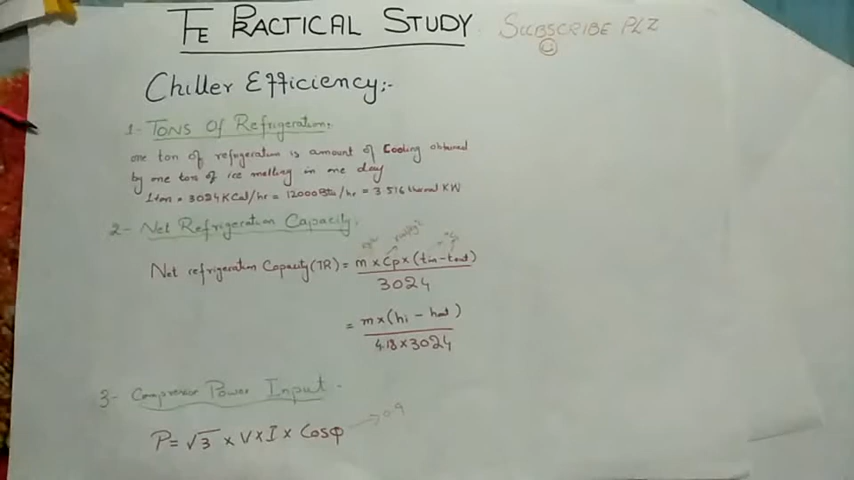 TE PRACTICAL STUDY
SUBSCRIBE PLZ
Chiller Efficiency:-
1- Tons Of Refrigeration.
one ton of refrigeration is amount of Cooling obtained
by one ton of ice melting in one day
1 ton = 3024 KCal/hr = 12000 Btu/hr = 3.516 thermal KW
2- Net Refrigeration Capacity.
Net refrigeration Capacity (TR) = m x Cp x (tin - tout)
3024
= m x (hi - hout)
4.18 x 3024
3- Compressor Power Input -
P = √3 x V x I x Cosφ → 0.9